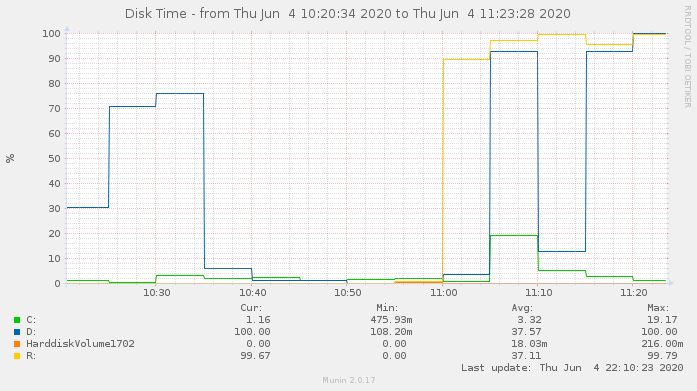 Disk Time - from Thu Jun 4 10:20:34 2020 to Thu Jun 4 11:23:28 2020
RRDTOOL / TOBI OETIKER
%
100
90
80
70
60
50
40
30
20
10
0
10:30 10:40 10:50 11:00 11:10 11:20
Cur: Min: Avg: Max:
C: 1.16 475.93m 3.32 19.17
D: 100.00 108.20m 37.57 100.00
HarddiskVolume1702 0.00 0.00 18.03m 216.00m
R: 99.67 0.00 37.11 99.79
Last update: Thu Jun 4 22:10:23 2020
Munin 2.0.17